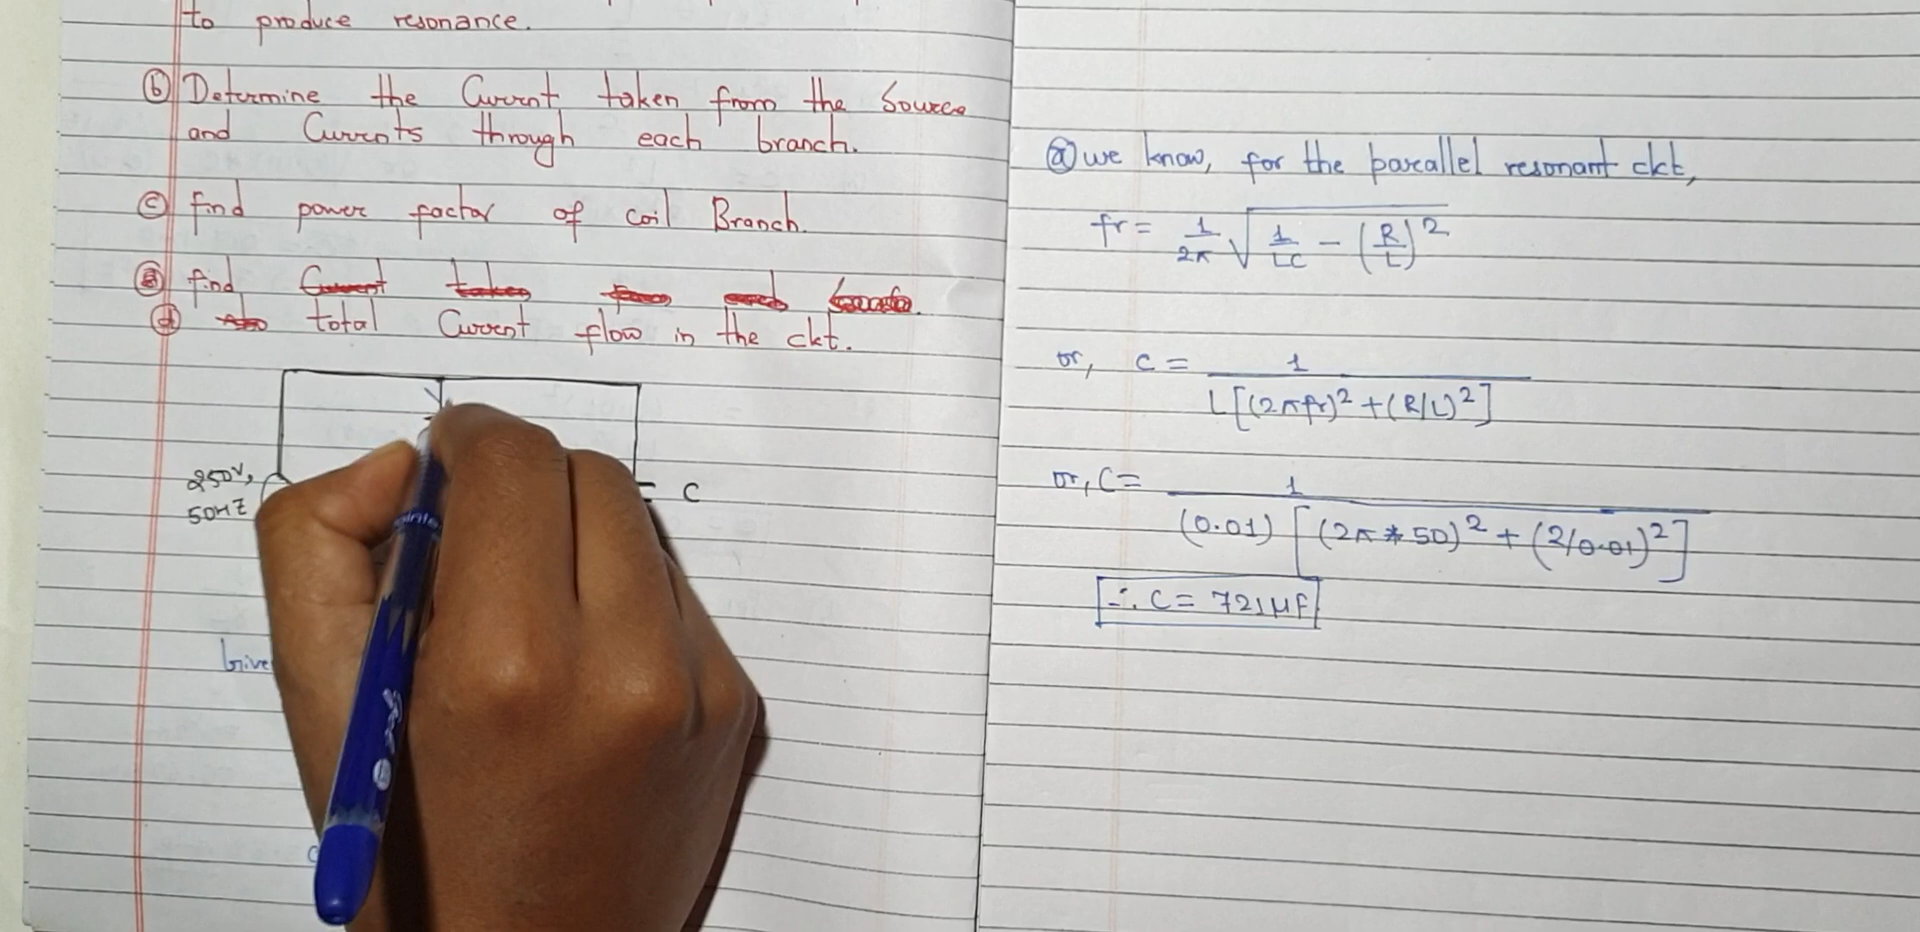 to produce resonance.
ⓑ Determine the Current taken from the Source
and Currents through each branch.
ⓒ find power factor of coil Branch.
find
ⓓ total Current flow in the ckt.
250V,
50HZ
C
Give
ⓐ we know, for the parallel resonant ckt,
fr = 1/2π √(1/LC - (R/L)²)
or, C = 1/L[(2πfr)² + (R/L)²]
or, C = 1/(0.01)[(2π * 50)² + (2/0.01)²]
∴ C = 721μF